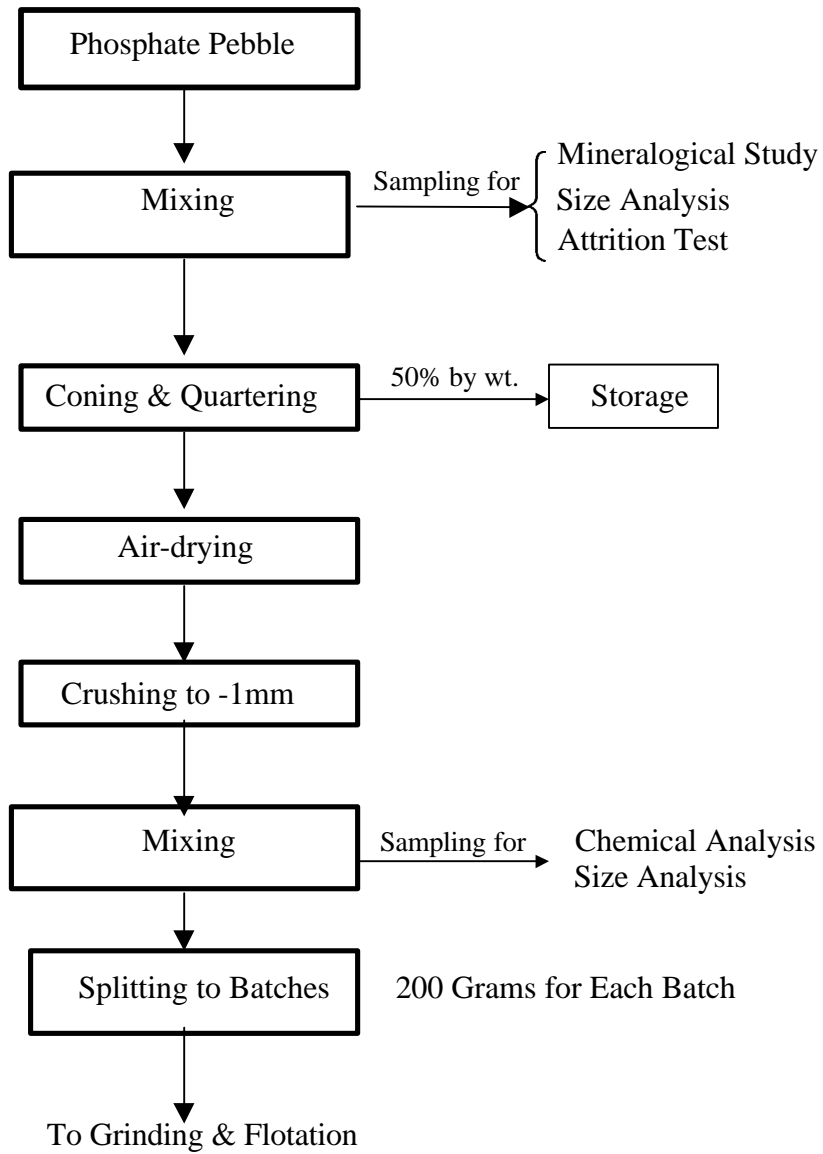 Phosphate Pebble
Mixing
Sampling for
Mineralogical Study
Size Analysis
Attrition Test
Coning & Quartering
50% by wt.
Storage
Air-drying
Crushing to -1mm
Mixing
Sampling for
Chemical Analysis
Size Analysis
Splitting to Batches
200 Grams for Each Batch
To Grinding & Flotation